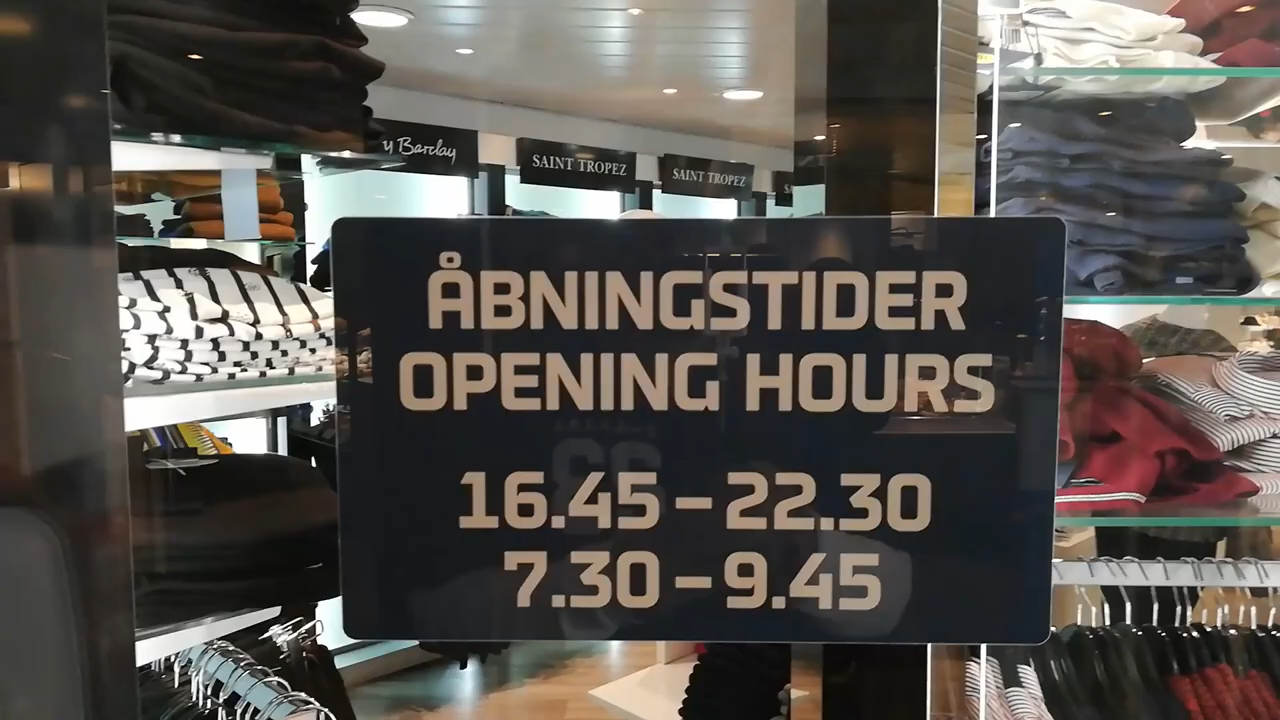 y Barclay
SAINT TROPEZ
SAINT TROPEZ
ÅBNINGSTIDER
OPENING HOURS
16.45–22.30
7.30–9.45